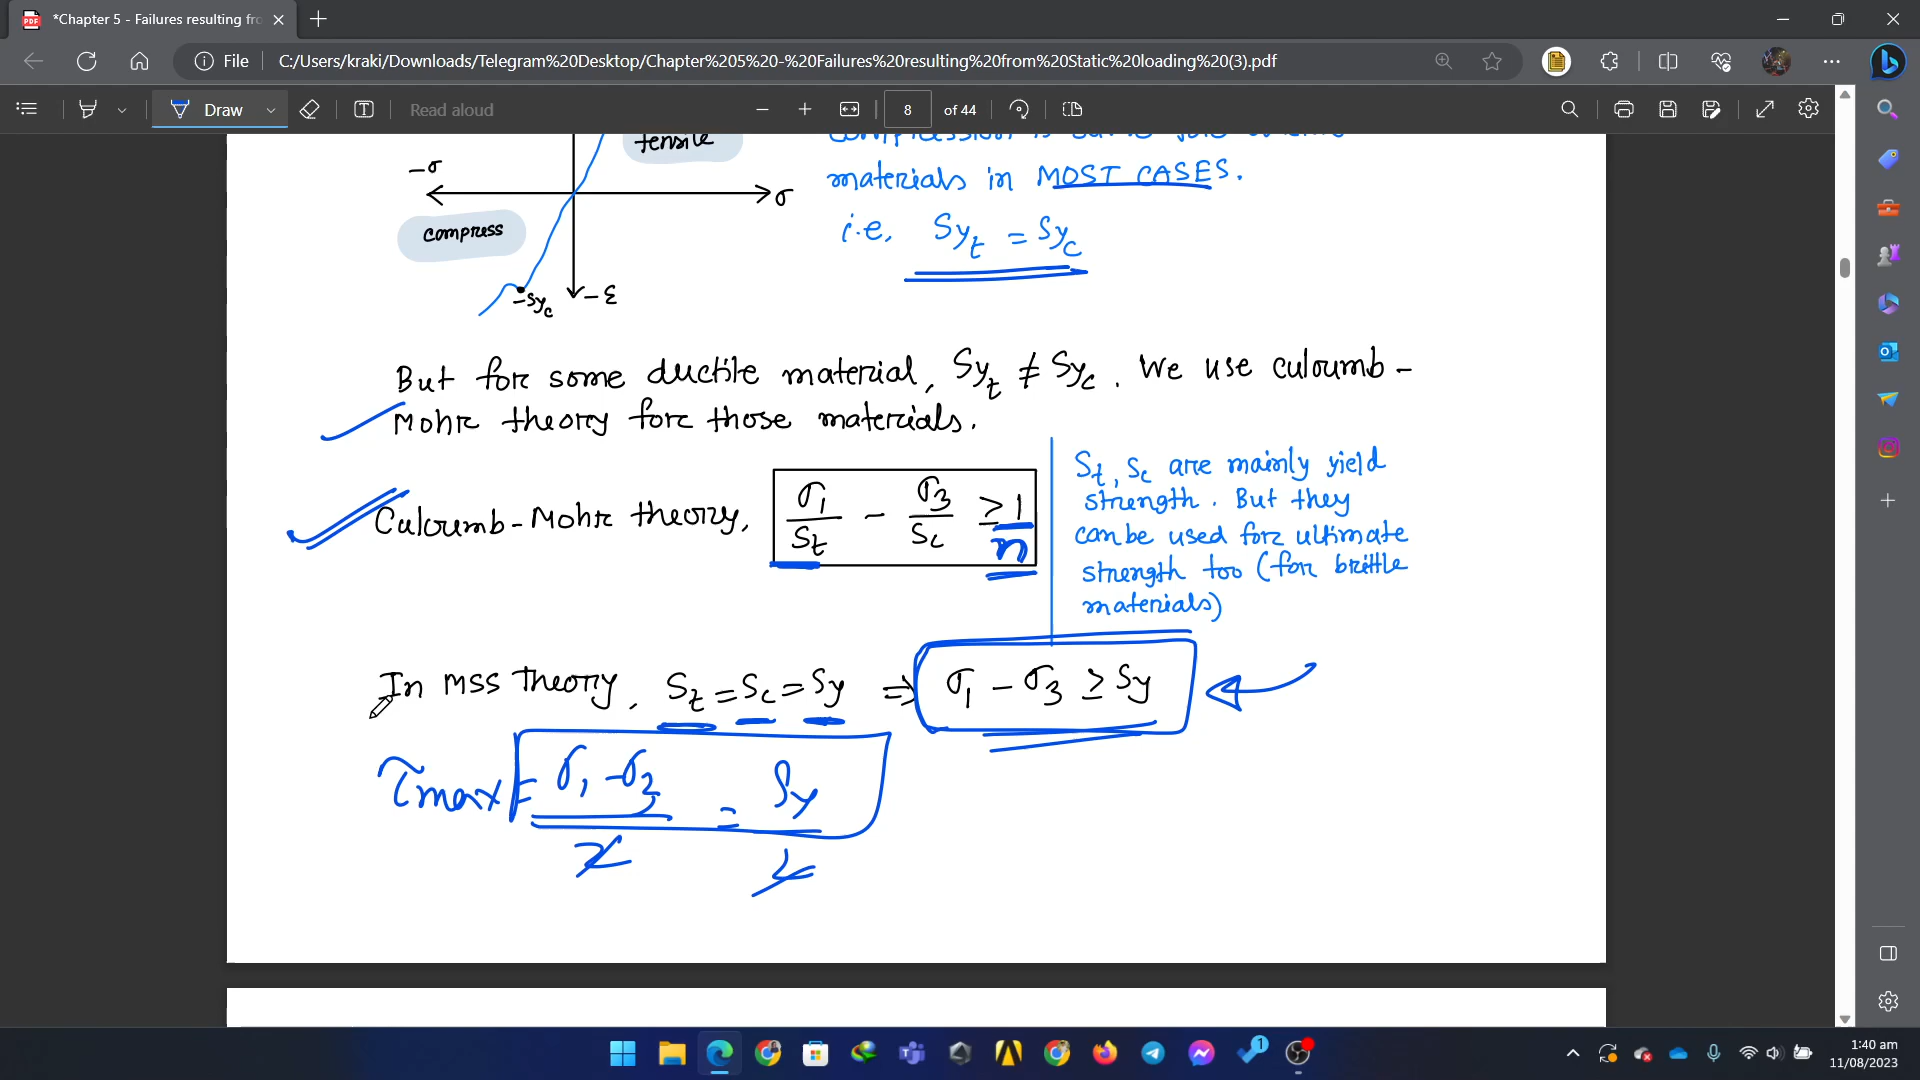 *Chapter 5 - Failures resulting fro
File
C:/Users/kraki/Downloads/Telegram%20Desktop/Chapter%205%20-%20Failures%20resulting%20from%20Static%20loading%20(3).pdf
Draw
Read aloud
8
of 44
tensile
-σ
σ
compress
-Syc
-ε
materials in MOST CASES.
i.e, Syt = Syc
But for some ductile material, Syt ≠ Syc. We use culoumb-
Mohr theory for those materials.
Culoumb-Mohr theory, σ1/St - σ3/Sc ≥ 1/n
St, Sc are mainly yield
strength. But they
can be used for ultimate
strength too (for brittle
materials)
In MSS theory, St = Sc = Sy ⇒ σ1 - σ3 ≥ Sy
τmax = σ1 - σ3/2 = Sy/2
1
1:40 am
11/08/2023